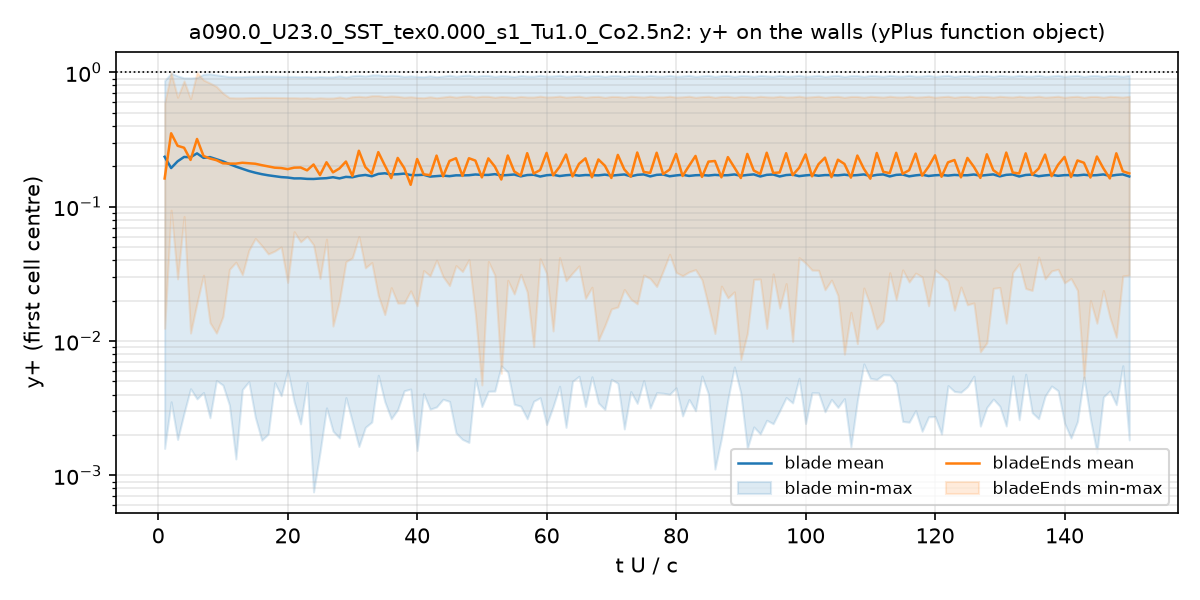 a090.0_U23.0_SST_tex0.000_s1_Tu1.0_Co2.5n2: y+ on the walls (yPlus function object)
y+ (first cell centre)
10⁰
10⁻¹
10⁻²
10⁻³
blade mean
blade min-max
bladeEnds mean
bladeEnds min-max
0 20 40 60 80 100 120 140
t U / c